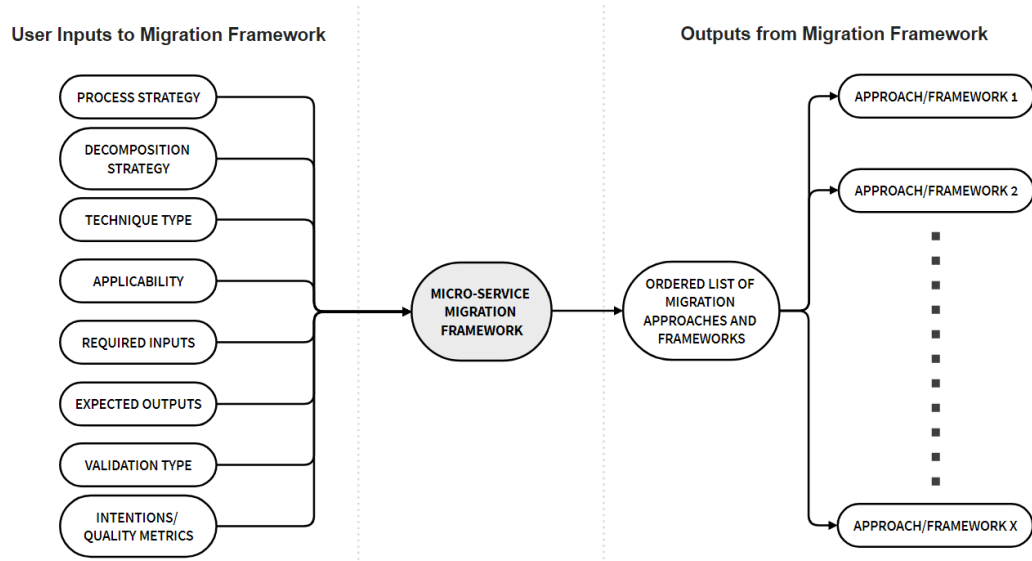 User Inputs to Migration Framework
PROCESS STRATEGY
DECOMPOSITION
STRATEGY
TECHNIQUE TYPE
APPLICABILITY
REQUIRED INPUTS
EXPECTED OUTPUTS
VALIDATION TYPE
INTENTIONS/
QUALITY METRICS
MICRO-SERVICE
MIGRATION
FRAMEWORK
Outputs from Migration Framework
ORDERED LIST OF
MIGRATION
APPROACHES AND
FRAMEWORKS
APPROACH/FRAMEWORK 1
APPROACH/FRAMEWORK 2
APPROACH/FRAMEWORK X